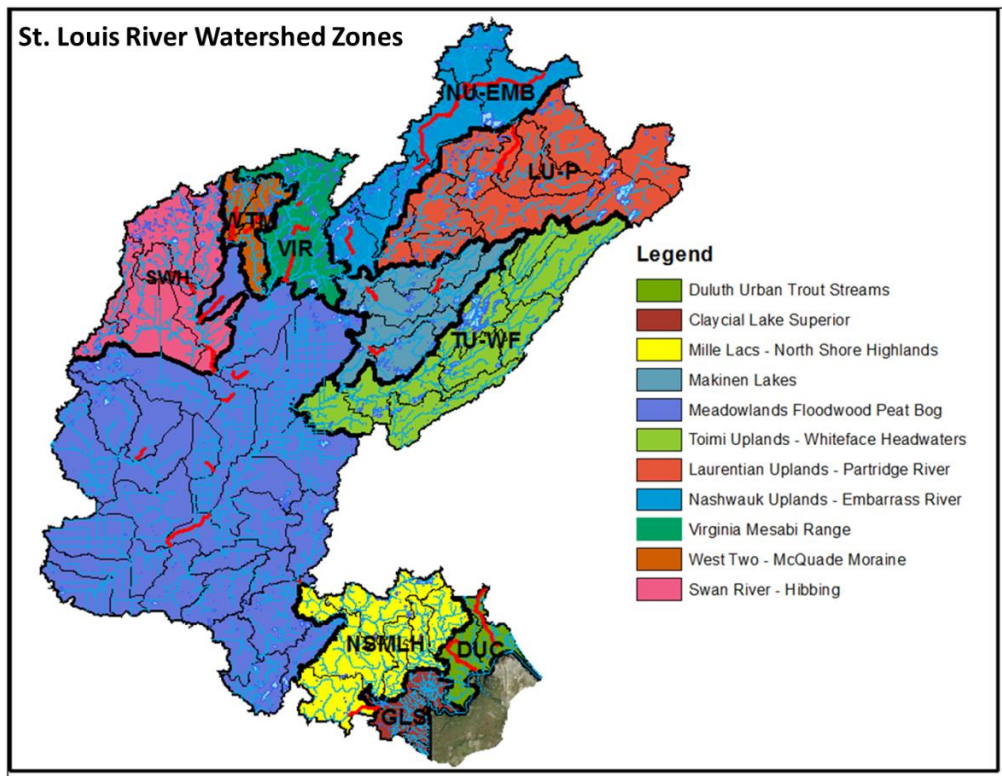 St. Louis River Watershed Zones
NU-EMB
LU-P
WTM
VIR
SWH
TU-WF
NSMLH
DUC
GLS
Legend
Duluth Urban Trout Streams
Claycial Lake Superior
Mille Lacs - North Shore Highlands
Makinen Lakes
Meadowlands Floodwood Peat Bog
Toimi Uplands - Whiteface Headwaters
Laurentian Uplands - Partridge River
Nashwauk Uplands - Embarrass River
Virginia Mesabi Range
West Two - McQuade Moraine
Swan River - Hibbing